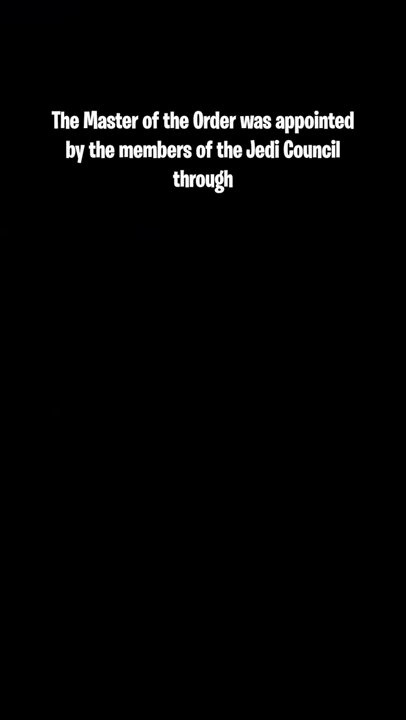 The Master of the Order was appointed
by the members of the Jedi Council
through